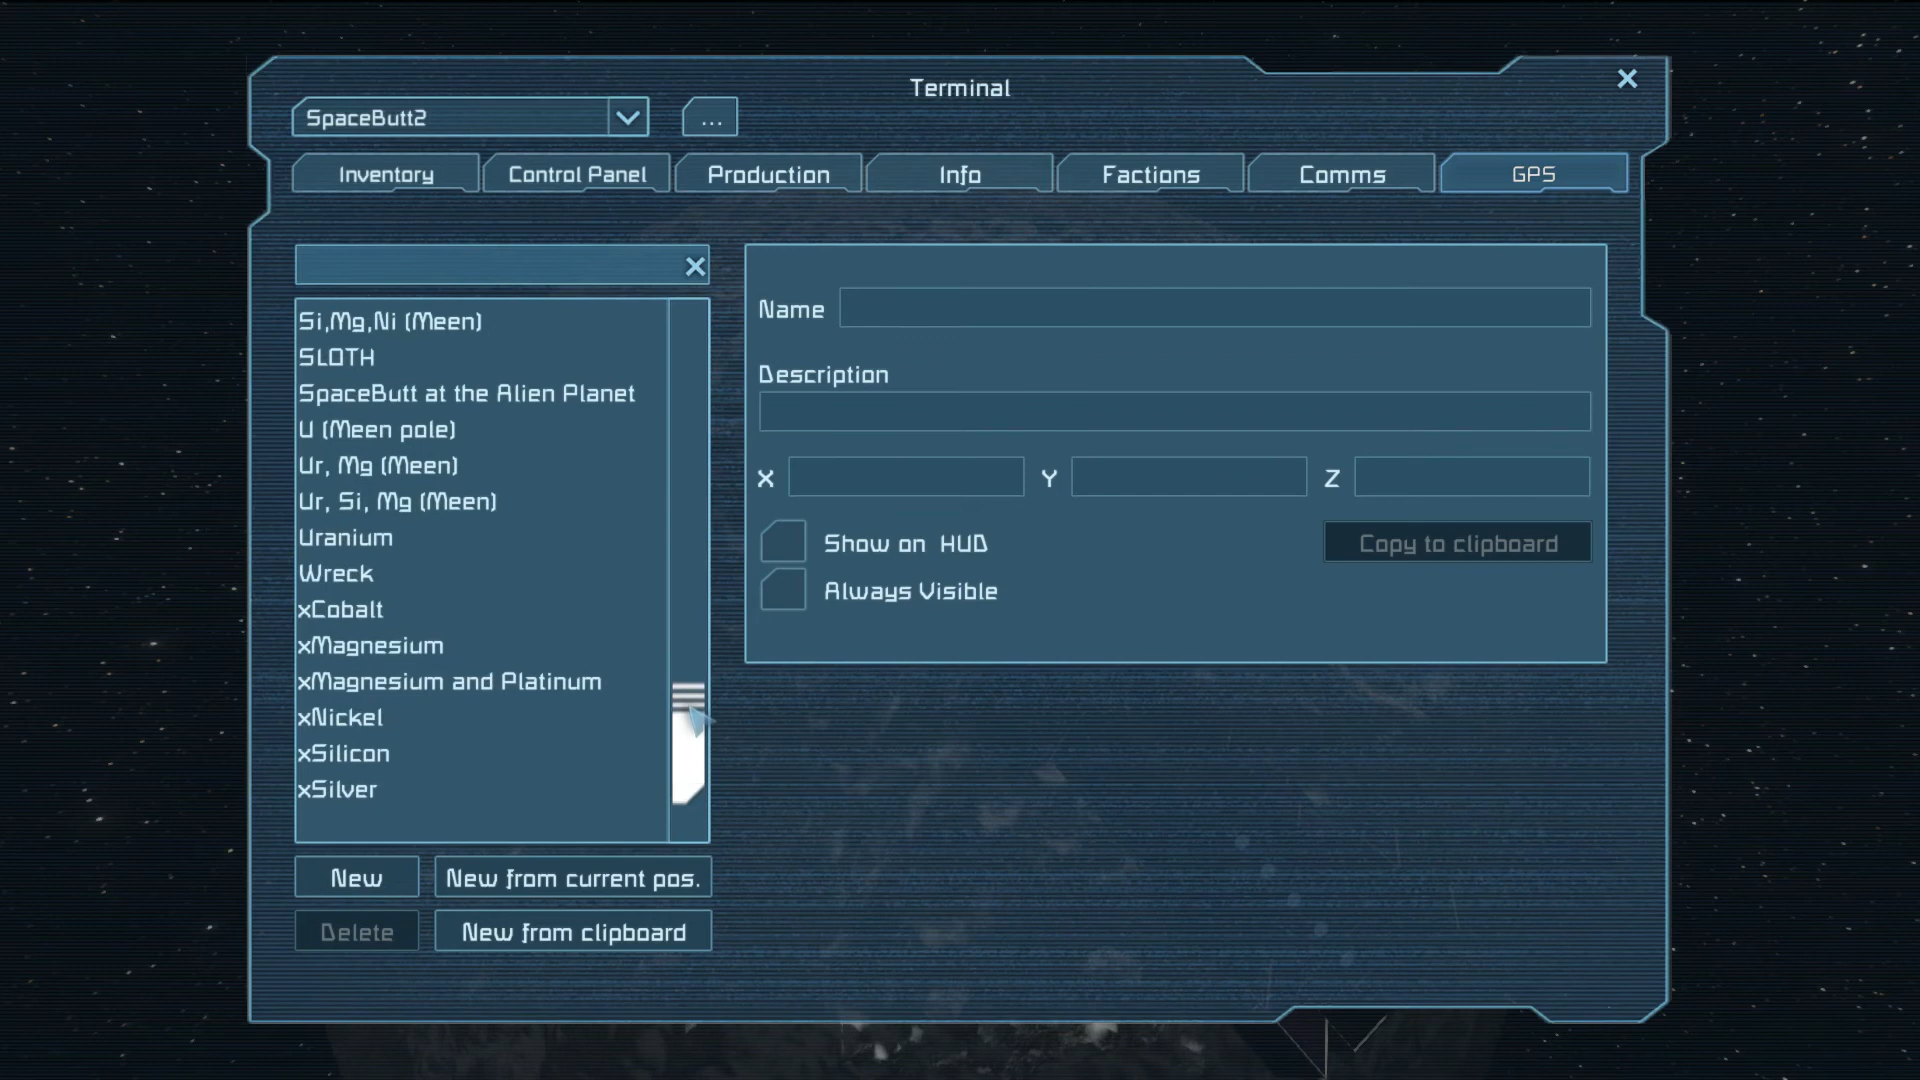 Terminal
SpaceButt2
...
Inventory
Control Panel
Production
Info
Factions
Comms
GPS
Si,Mg,Ni (Meen)
SLOTH
SpaceButt at the Alien Planet
U (Meen pole)
Ur, Mg (Meen)
Ur, Si, Mg (Meen)
Uranium
Wreck
xCobalt
xMagnesium
xMagnesium and Platinum
xNickel
xSilicon
xSilver
New
New from current pos.
Delete
New from clipboard
Name
Description
X
Y
Z
Show on HUD
Copy to clipboard
Always Visible